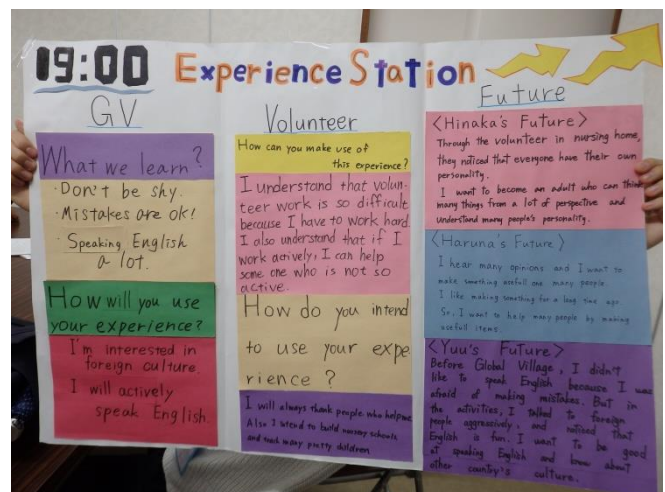 19:00 Experience Station
GV
What we learn?
・Don't be shy.
・Mistakes are ok!
・Speaking English
a lot.
How will you use
your experience?
I'm interested in
foreign culture.
I will actively
speak English.
Volunteer
How can you make use of
this experience?
I understand that volun-
teer work is so difficult
because I have to work hard.
I also understand that if I
work actively, I can help
some one who is not so
active.
How do you intend
to use your expe
rience ?
I will always thank people who help me
Also I intend to build nursery schools
and teach many pretty children
Future
<Hinaka's Future>
Through the volunteer in nursing home,
they noticed that everyone have their own
personality.
I want to become an adult who can think
many things from a lot of perspective and
understand many people's personality.
<Haruna's Future>
I hear many opinions and I want to
make something usefull one many people.
I like making something for a long time ago.
So, I want to help many people by making
usefull items.
<Yuu's Future>
Before Global Village, I didn't
like to speak English because I was
afraid of making mistakes. But in
the activities, I talked to foreign
people aggressively, and noticed that
English is fun. I want to be good
at speaking English and know about
other country's culture.